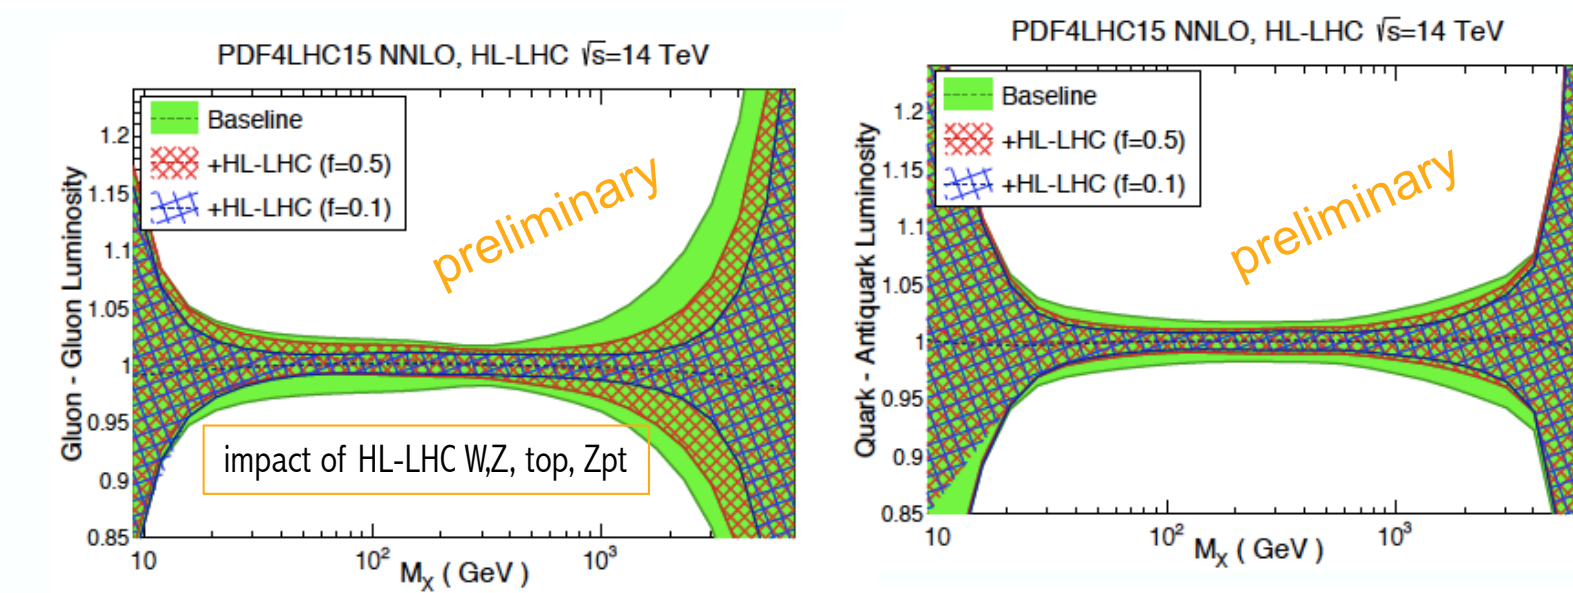 PDF4LHC15 NNLO, HL-LHC √s=14 TeV
Baseline
+HL-LHC (f=0.5)
+HL-LHC (f=0.1)
preliminary
impact of HL-LHC W,Z, top, Zpt
Gluon - Gluon Luminosity
1.2
1.15
1.1
1.05
1
0.95
0.9
0.85
10
10²
10³
M_X ( GeV )
PDF4LHC15 NNLO, HL-LHC √s=14 TeV
Baseline
+HL-LHC (f=0.5)
+HL-LHC (f=0.1)
preliminary
Quark - Antiquark Luminosity
1.2
1.15
1.1
1.05
1
0.95
0.9
0.85
10
10²
10³
M_X ( GeV )